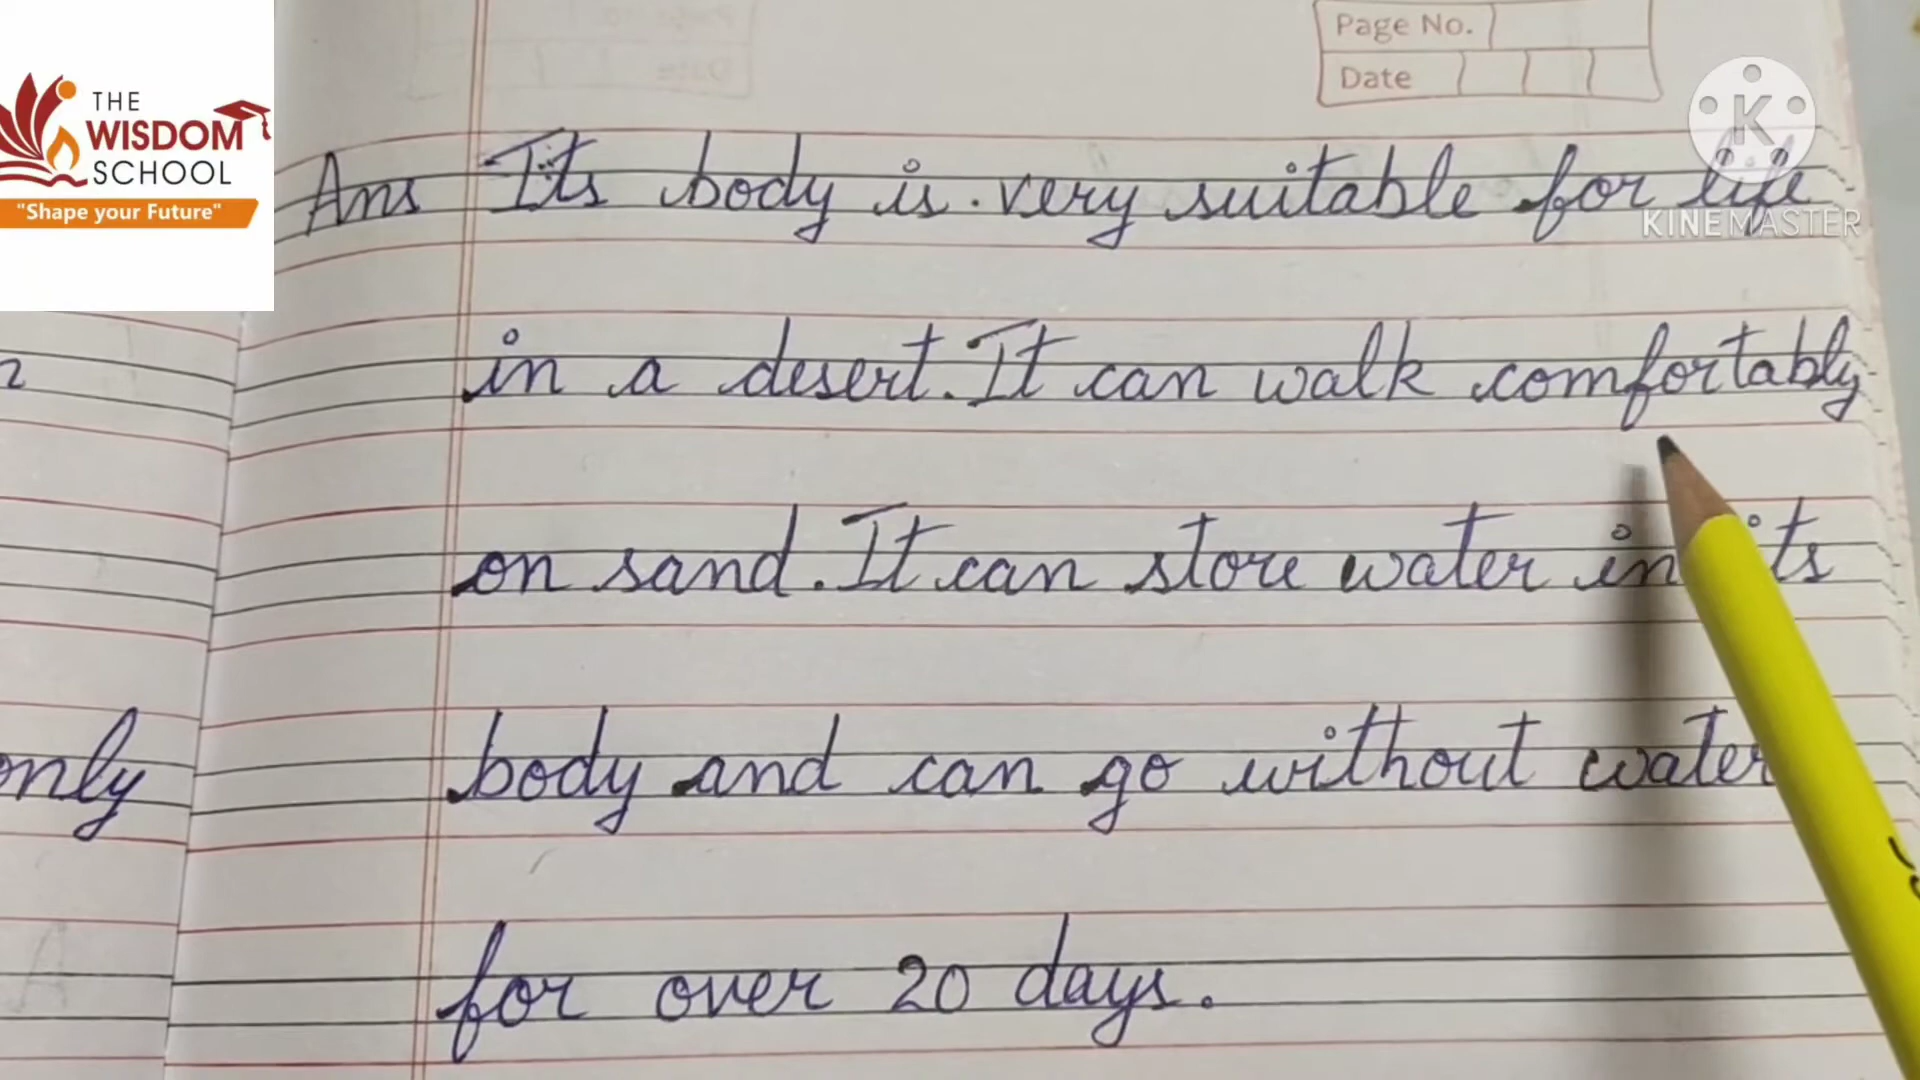 Page No.
Date
THE
WISDOM
SCHOOL
"Shape your Future"
K
KINEMASTER
Ans Its body is very suitable for life
in a desert. It can walk comfortably
on sand. It can store water in its
body and can go without water
for over 20 days.
only
A